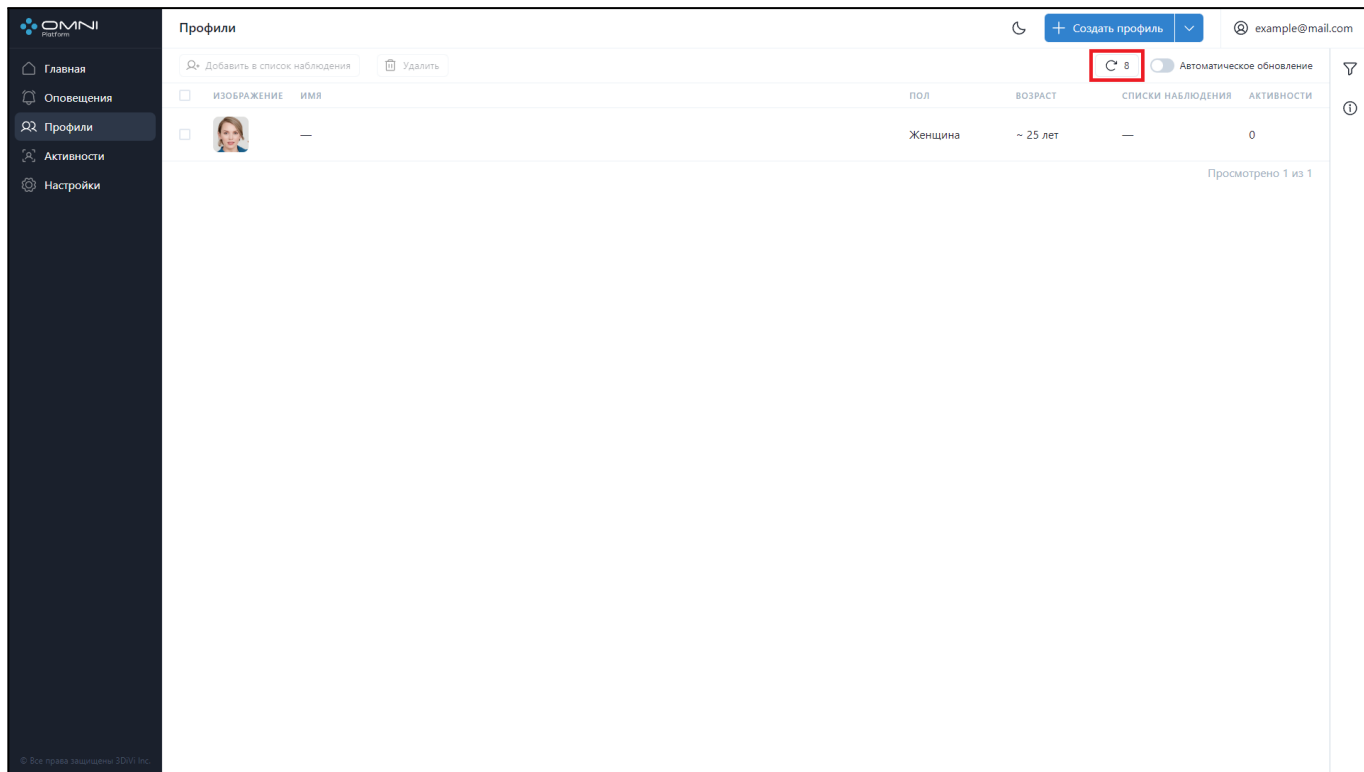 OMNI
Platform
Профили
Создать профиль
example@mail.com
Главная
Оповещения
Профили
Активности
Настройки
Добавить в список наблюдения
Удалить
8
Автоматическое обновление
ИЗОБРАЖЕНИЕ ИМЯ ПОЛ ВОЗРАСТ СПИСКИ НАБЛЮДЕНИЯ АКТИВНОСТИ
— Женщина ~ 25 лет — 0
Просмотрено 1 из 1
© Все права защищены 3DiVi Inc.